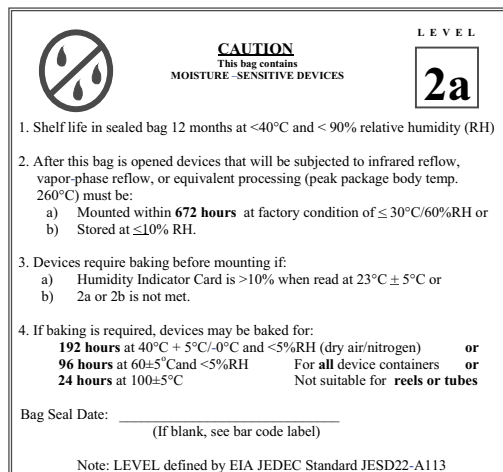 LEVEL
CAUTION
This bag contains
MOISTURE –SENSITIVE DEVICES
2a
1. Shelf life in sealed bag 12 months at <40°C and < 90% relative humidity (RH)
2. After this bag is opened devices that will be subjected to infrared reflow,
vapor-phase reflow, or equivalent processing (peak package body temp.
260°C) must be:
a) Mounted within 672 hours at factory condition of ≤ 30°C/60%RH or
b) Stored at ≤10% RH.
3. Devices require baking before mounting if:
a) Humidity Indicator Card is >10% when read at 23°C ± 5°C or
b) 2a or 2b is not met.
4. If baking is required, devices may be baked for:
192 hours at 40°C + 5°C/-0°C and <5%RH (dry air/nitrogen) or
96 hours at 60±5°Cand <5%RH For all device containers or
24 hours at 100±5°C Not suitable for reels or tubes
Bag Seal Date: ______________________________
(If blank, see bar code label)
Note: LEVEL defined by EIA JEDEC Standard JESD22-A113